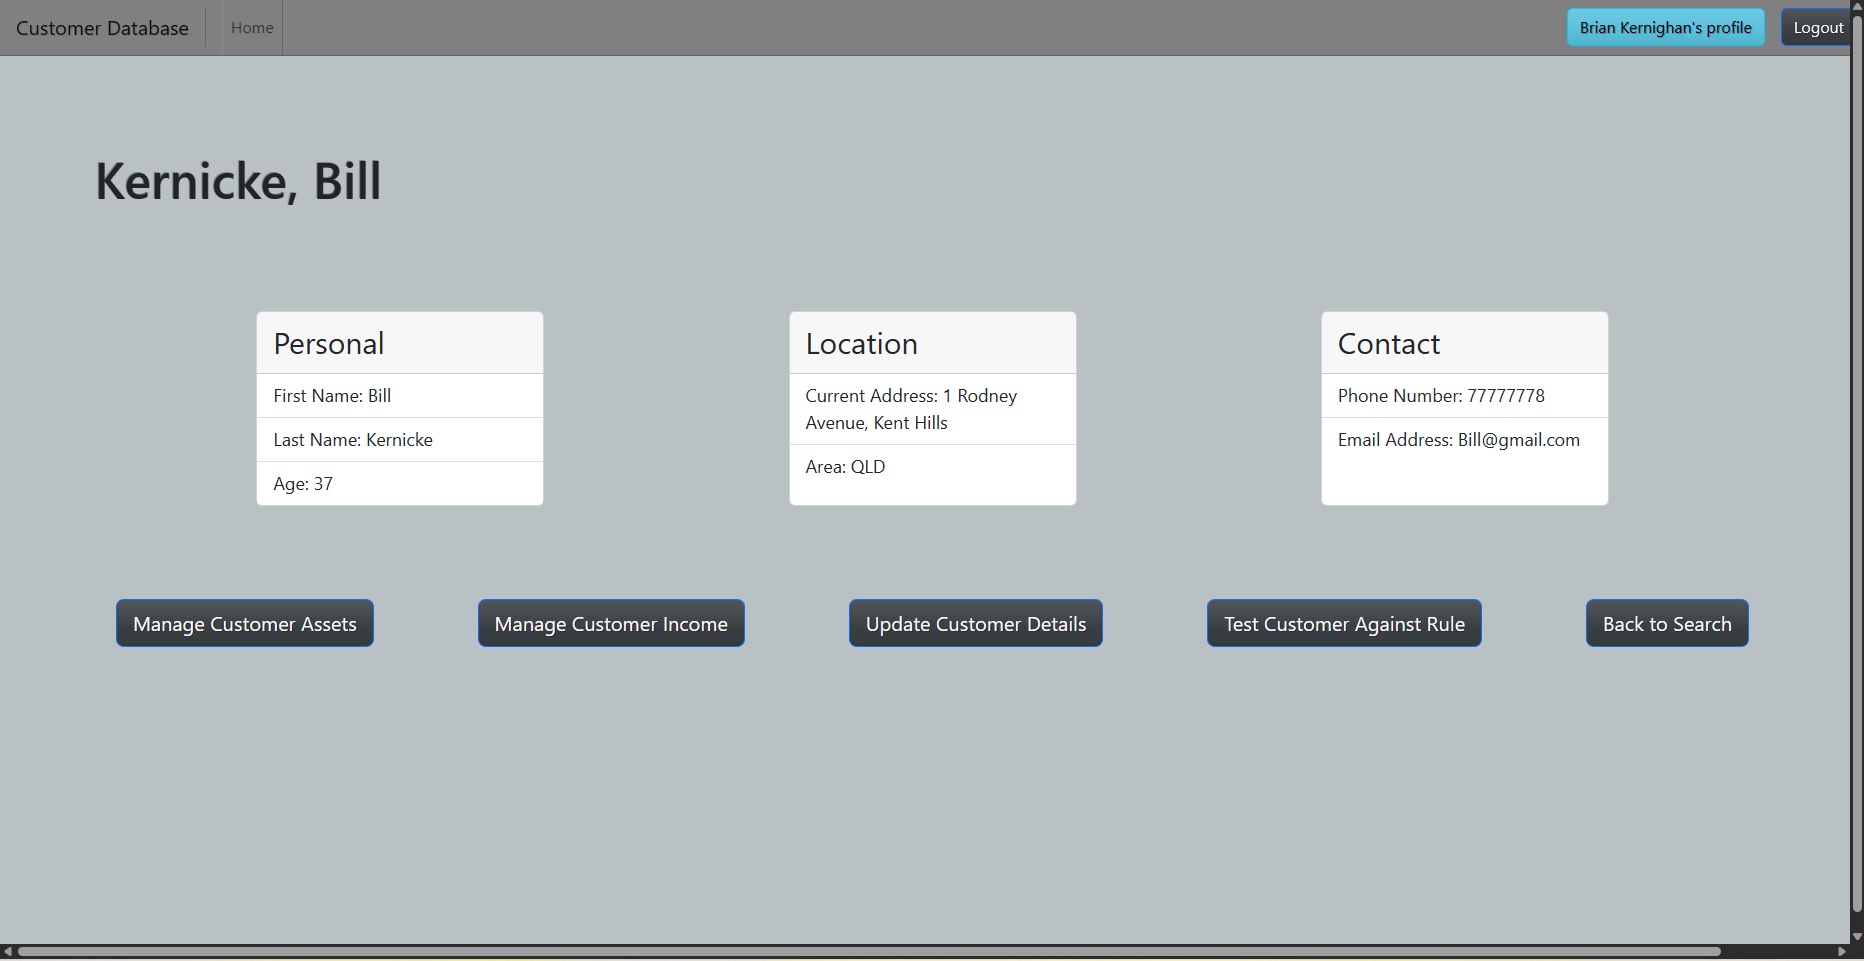 Customer Database
Home
Brian Kernighan's profile
Logout
Kernicke, Bill
Personal
First Name: Bill
Last Name: Kernicke
Age: 37
Location
Current Address: 1 Rodney
Avenue, Kent Hills
Area: QLD
Contact
Phone Number: 77777778
Email Address: Bill@gmail.com
Manage Customer Assets
Manage Customer Income
Update Customer Details
Test Customer Against Rule
Back to Search